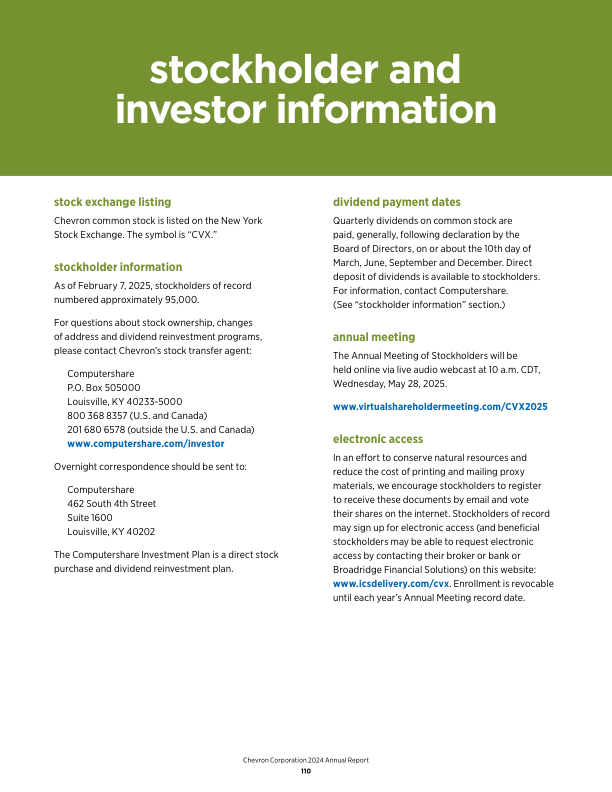 stockholder and
investor information
stock exchange listing
Chevron common stock is listed on the New York
Stock Exchange. The symbol is “CVX.”
stockholder information
As of February 7, 2025, stockholders of record
numbered approximately 95,000.
For questions about stock ownership, changes
of address and dividend reinvestment programs,
please contact Chevron’s stock transfer agent:
Computershare
P.O. Box 505000
Louisville, KY 40233-5000
800 368 8357 (U.S. and Canada)
201 680 6578 (outside the U.S. and Canada)
www.computershare.com/investor
Overnight correspondence should be sent to:
Computershare
462 South 4th Street
Suite 1600
Louisville, KY 40202
The Computershare Investment Plan is a direct stock
purchase and dividend reinvestment plan.
dividend payment dates
Quarterly dividends on common stock are
paid, generally, following declaration by the
Board of Directors, on or about the 10th day of
March, June, September and December. Direct
deposit of dividends is available to stockholders.
For information, contact Computershare.
(See “stockholder information” section.)
annual meeting
The Annual Meeting of Stockholders will be
held online via live audio webcast at 10 a.m. CDT,
Wednesday, May 28, 2025.
www.virtualshareholdermeeting.com/CVX2025
electronic access
In an effort to conserve natural resources and
reduce the cost of printing and mailing proxy
materials, we encourage stockholders to register
to receive these documents by email and vote
their shares on the internet. Stockholders of record
may sign up for electronic access (and beneficial
stockholders may be able to request electronic
access by contacting their broker or bank or
Broadridge Financial Solutions) on this website:
www.icsdelivery.com/cvx. Enrollment is revocable
until each year’s Annual Meeting record date.
Chevron Corporation 2024 Annual Report
110